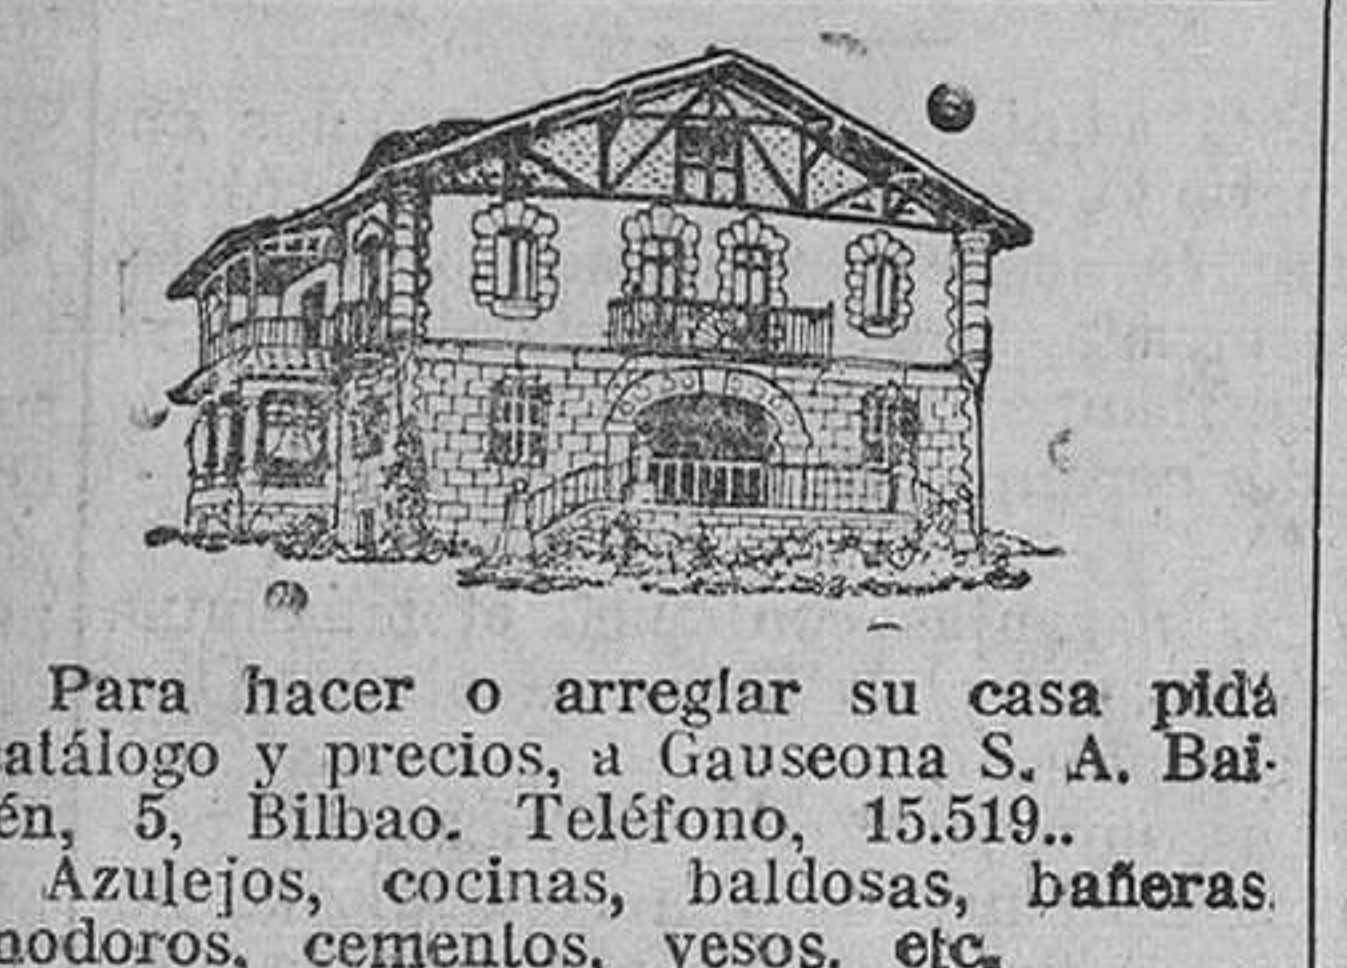 Para hacer o arreglar su casa pida
catálogo y precios, a Gauseona S. A. Bai-
én, 5, Bilbao. Teléfono, 15.519..
Azulejos, cocinas, baldosas, bañeras.
nodoros, cementos, yesos, etc.